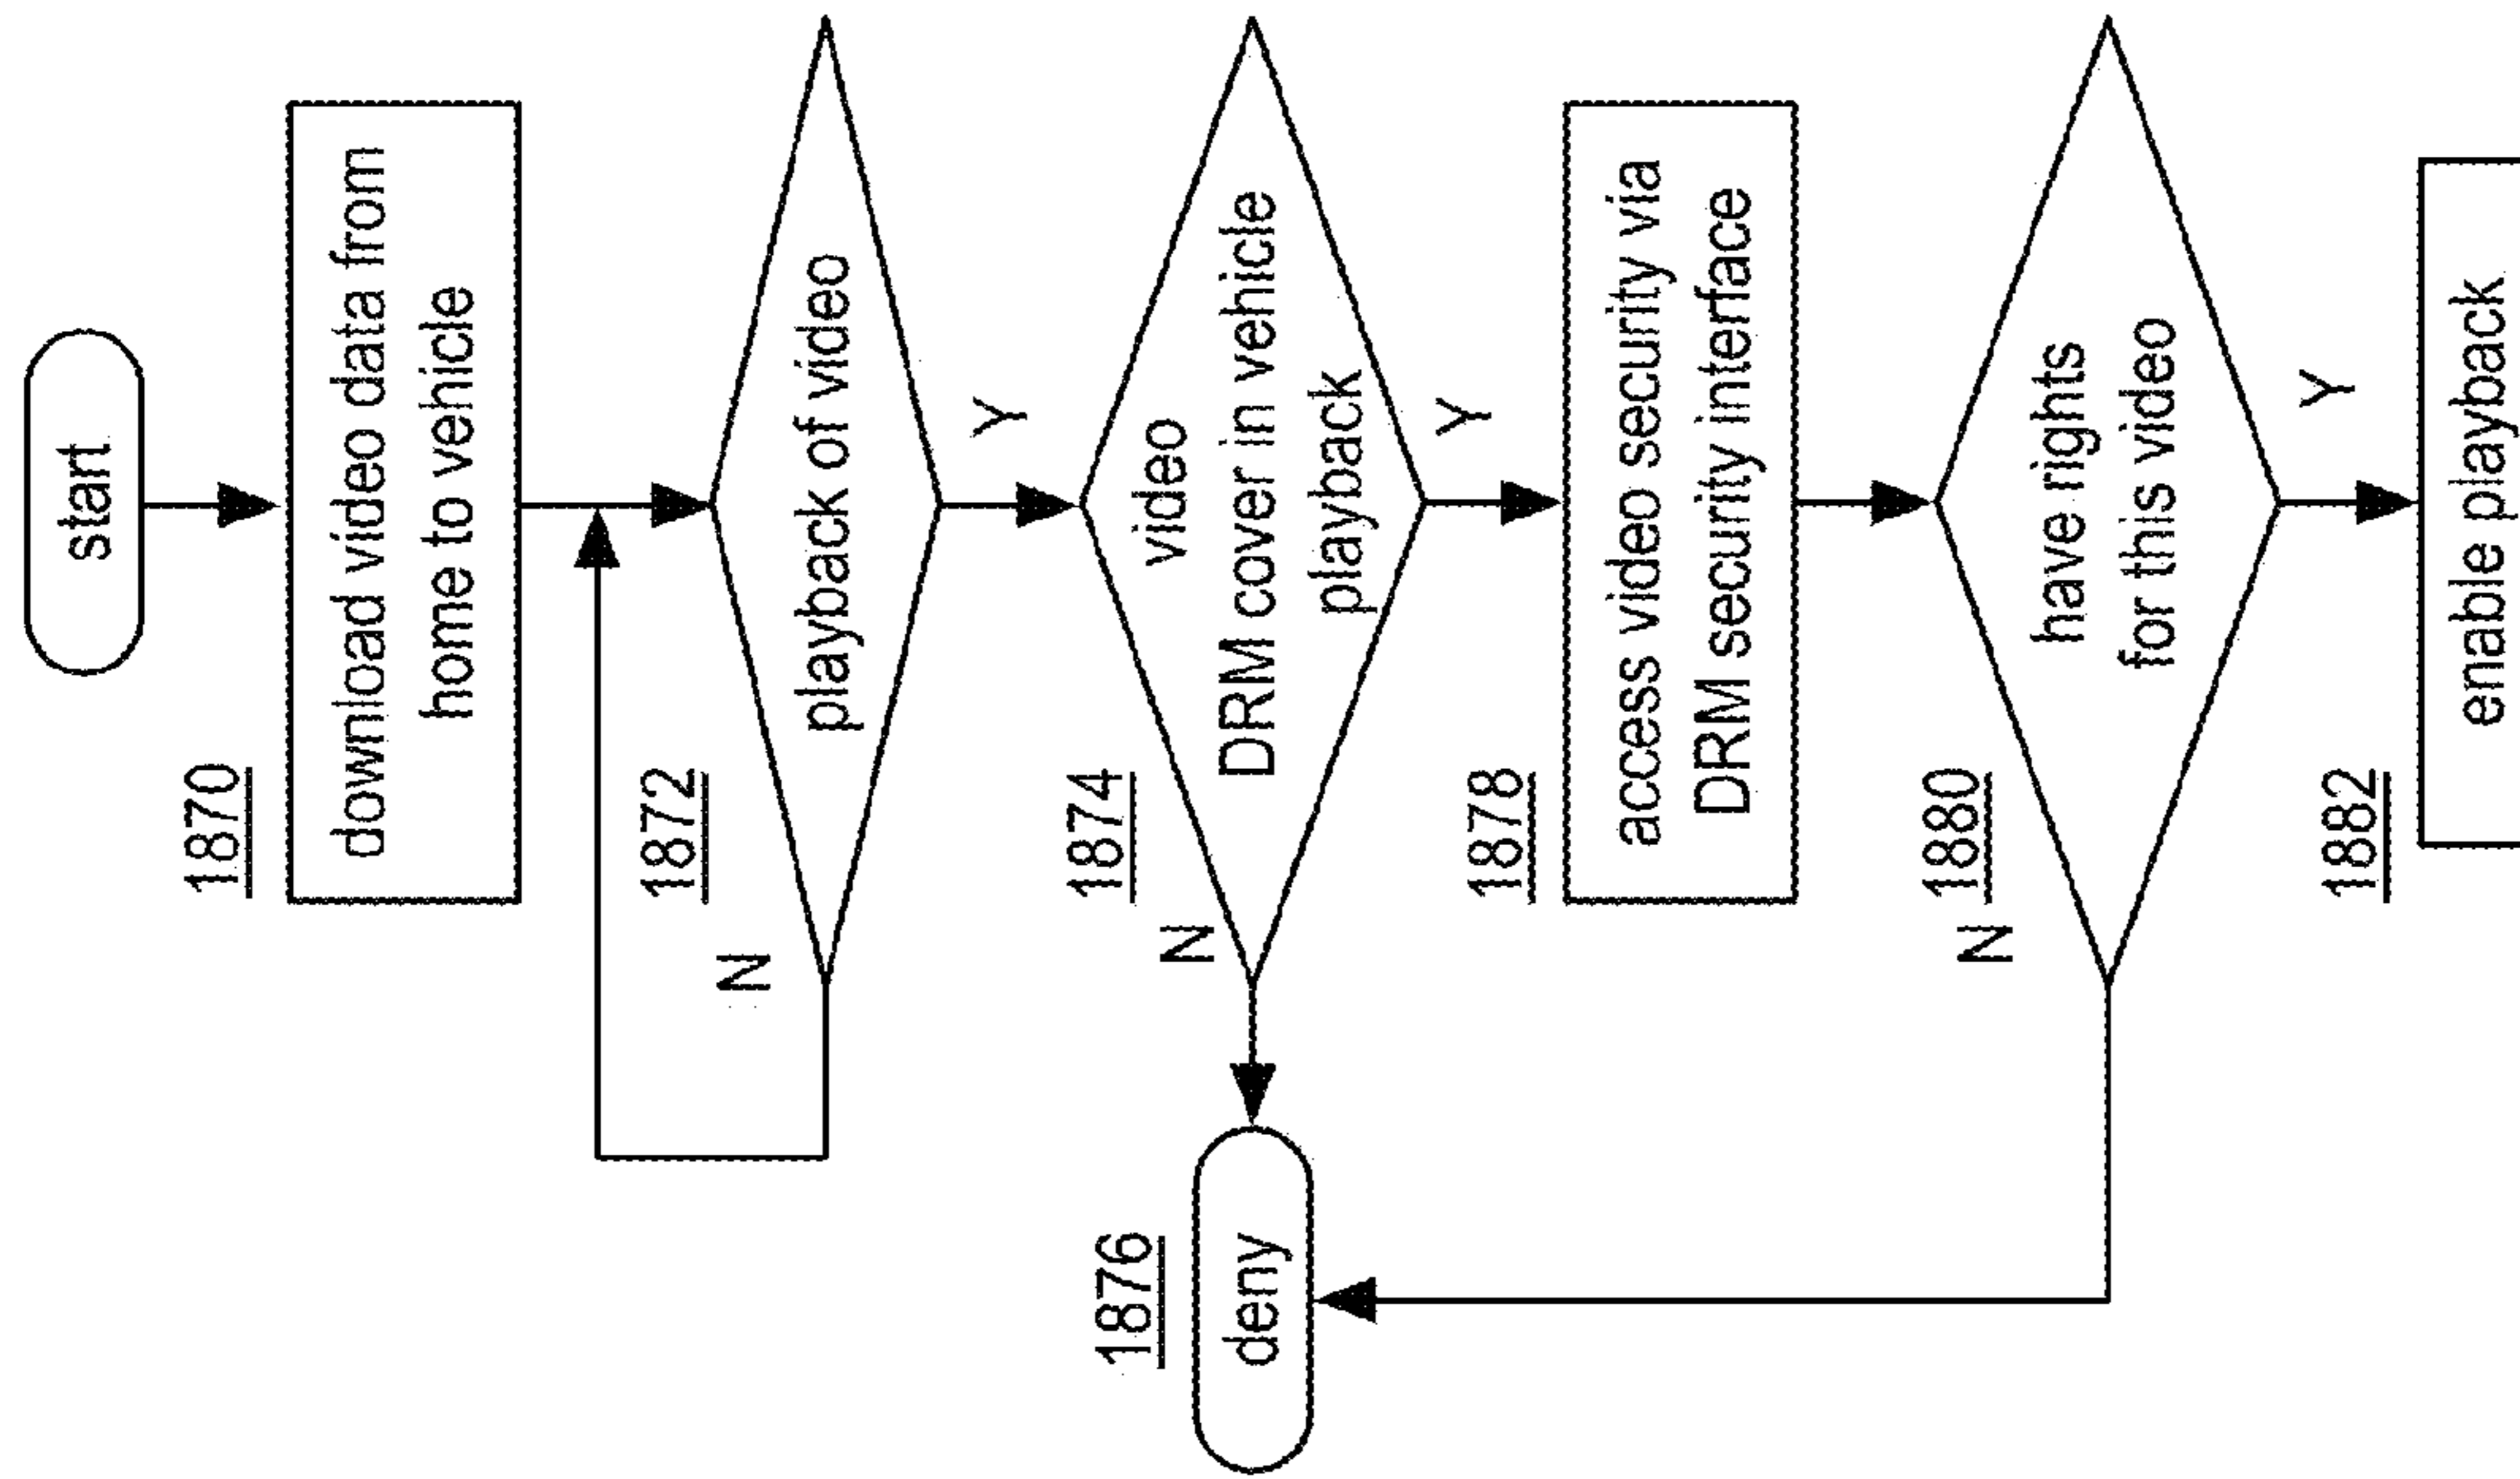 start
1870
download video data from
home to vehicle
1872
playback of video
N
Y
1874
video
DRM cover in vehicle
playback
N
Y
1876
deny
1878
access video security via
DRM security interface
1880
have rights
for this video
N
Y
1882
enable playback